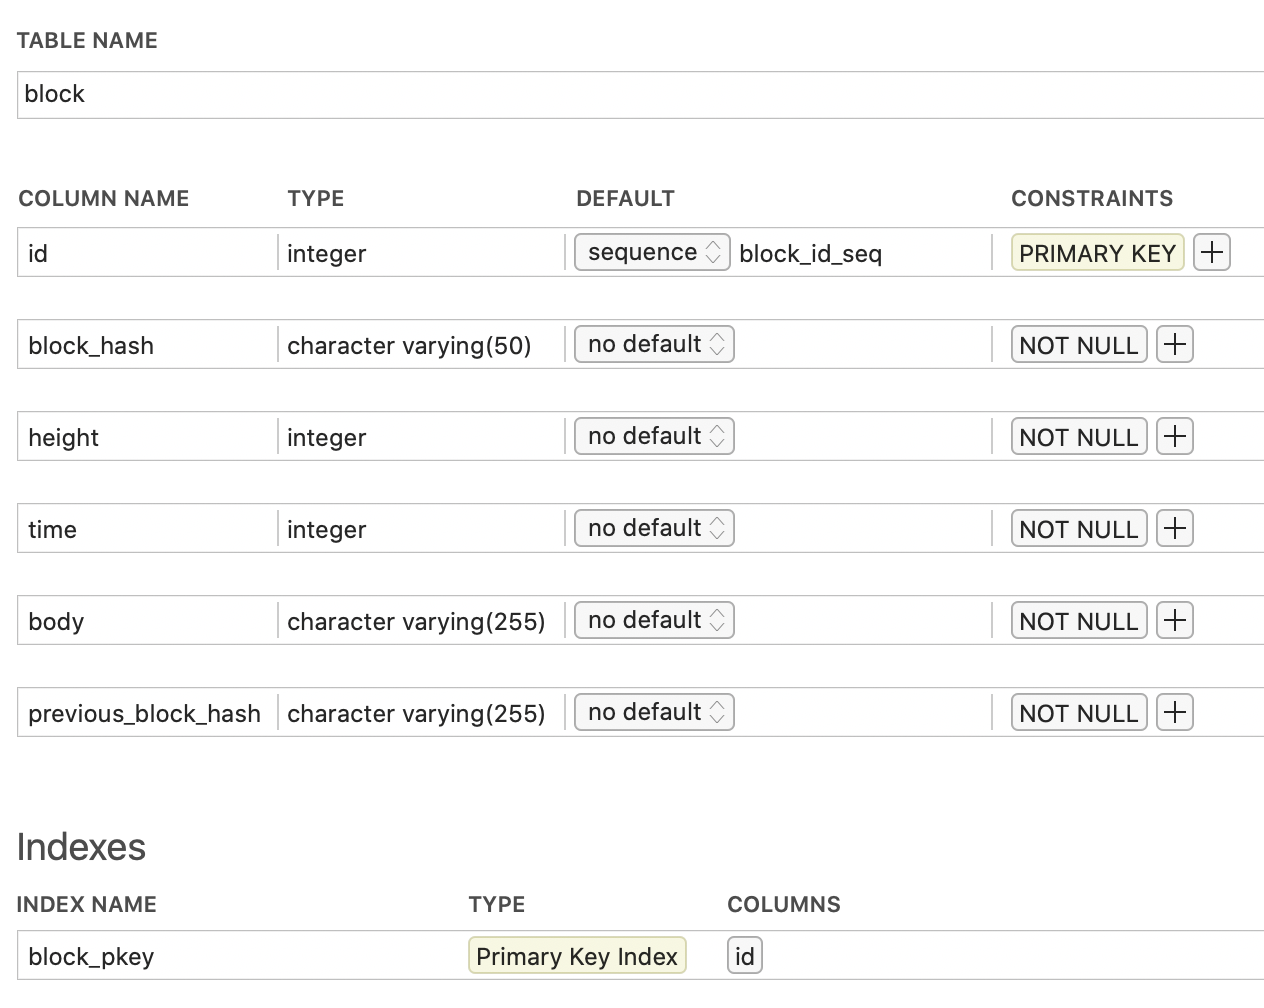 TABLE NAME
block
COLUMN NAME TYPE DEFAULT CONSTRAINTS
id integer sequence block_id_seq PRIMARY KEY +
block_hash character varying(50) no default NOT NULL +
height integer no default NOT NULL +
time integer no default NOT NULL +
body character varying(255) no default NOT NULL +
previous_block_hash character varying(255) no default NOT NULL +
Indexes
INDEX NAME TYPE COLUMNS
block_pkey Primary Key Index id